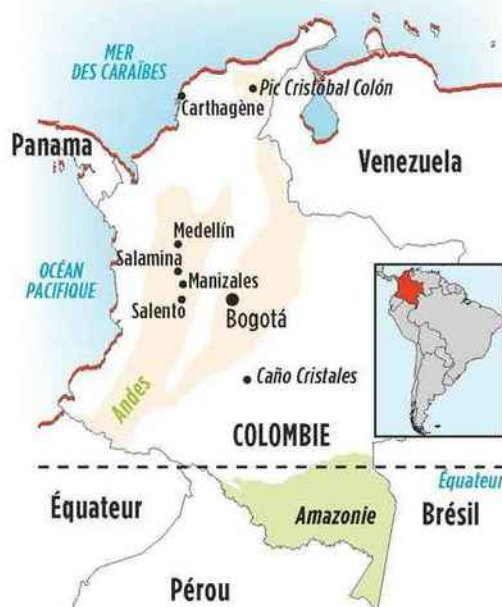 MER
DES CARAÏBES
Pic Cristóbal Colón
Carthagène
Panama
Venezuela
Medellín
Salamina
OCÉAN
PACIFIQUE
Manizales
Salento
Bogotá
Caño Cristales
Andes
COLOMBIE
Équateur
Équateur
Amazonie
Brésil
Pérou